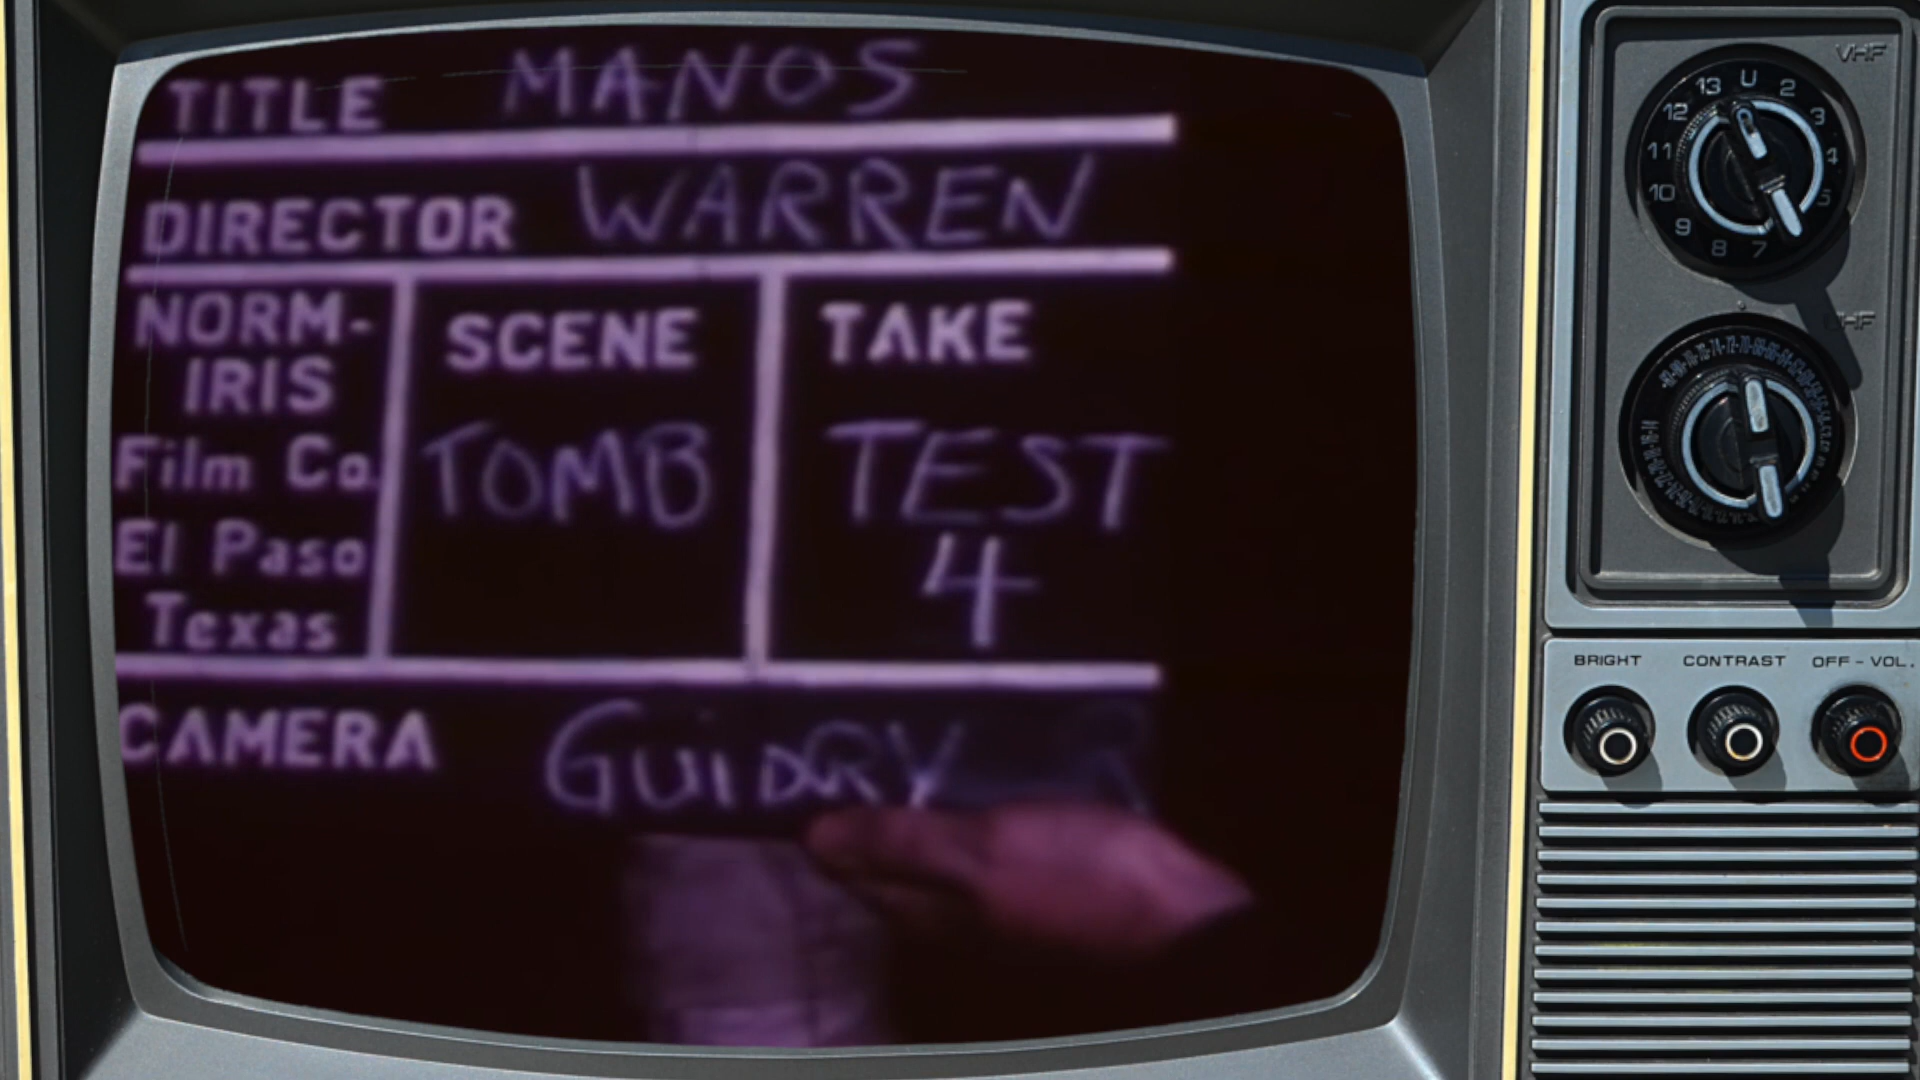 TITLE MANOS
DIRECTOR WARREN
NORM-
IRIS
Film Co.
El Paso
Texas
SCENE
TOMB
TAKE
TEST
4
CAMERA GUIDRY
VHF
U 2 3 4 5 7 8 9 10 11 12 13
UHF
BRIGHT CONTRAST OFF-VOL.